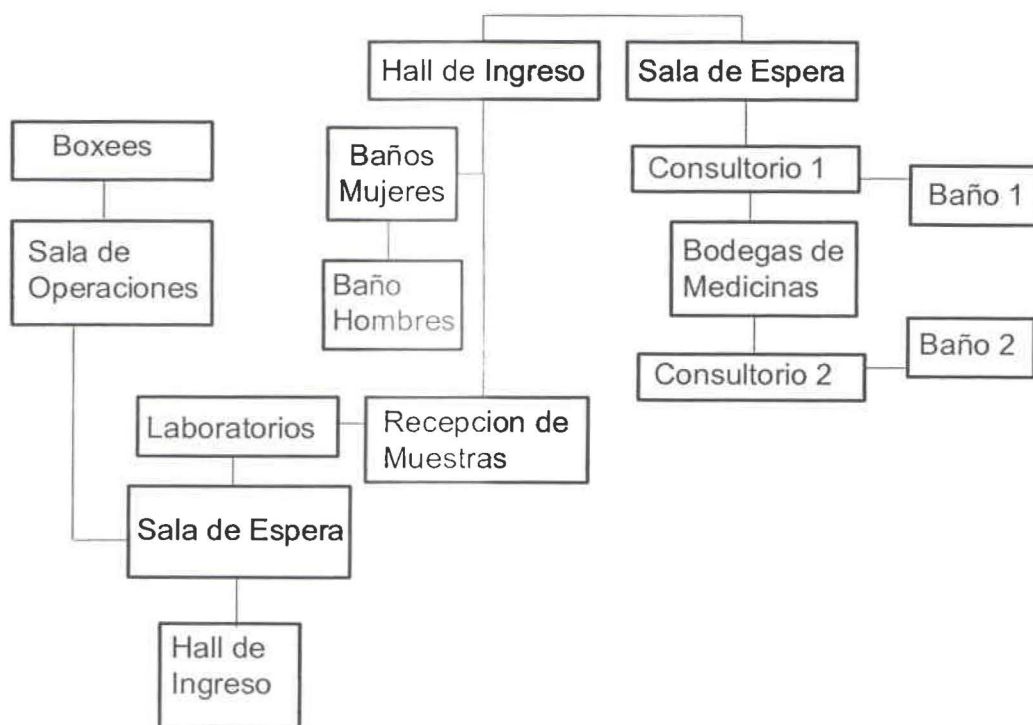 Hall de Ingreso
Sala de Espera
Boxees
Baños
Mujeres
Consultorio 1
Baño 1
Sala de
Operaciones
Baño
Hombres
Bodegas de
Medicinas
Baño 2
Consultorio 2
Laboratorios
Recepcion de
Muestras
Sala de Espera
Hall de
Ingreso